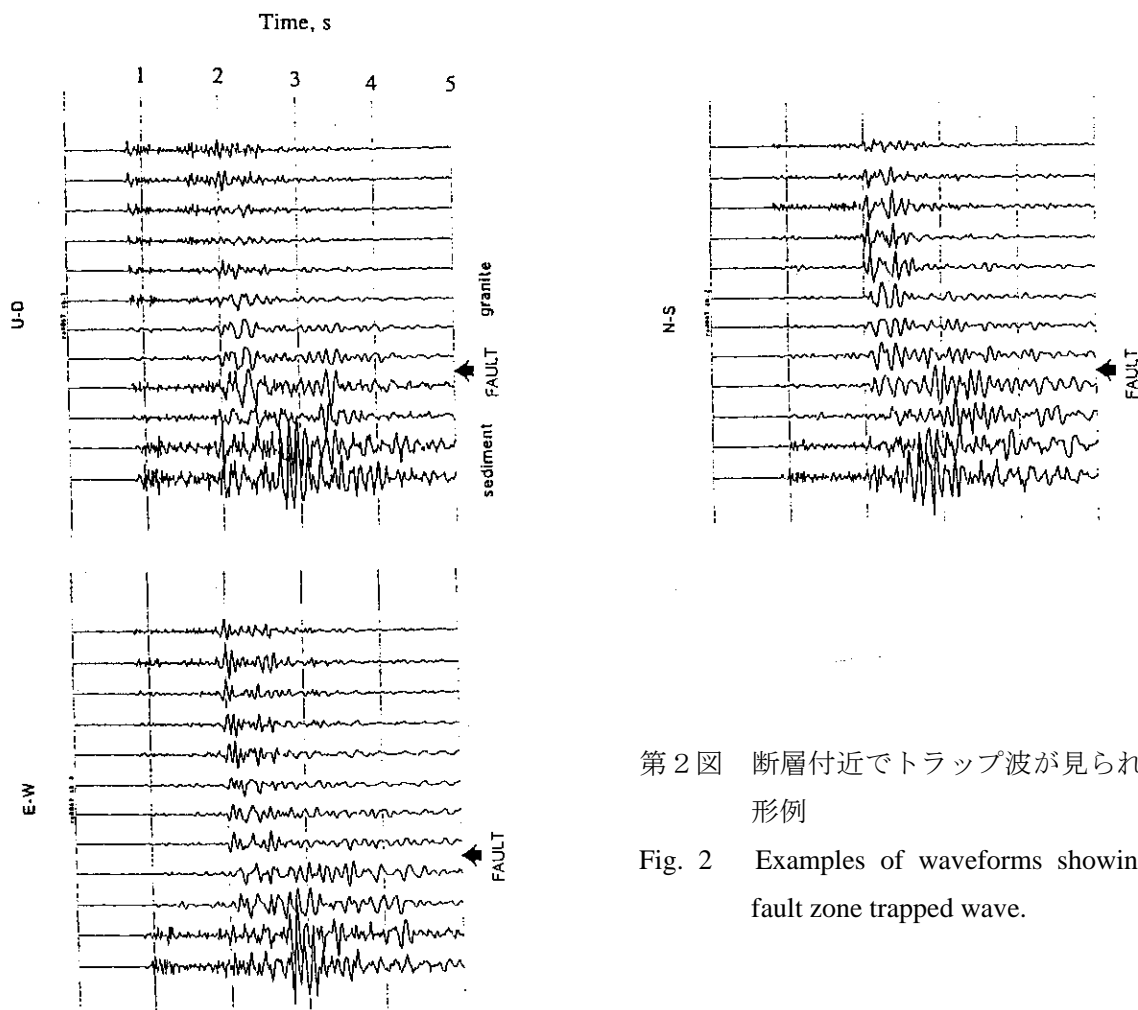 Time, s
1 2 3 4 5
U-D
granite
FAULT
sediment
N-S
FAULT
E-W
FAULT
第2図 断層付近でトラップ波が見られ
形例
Fig. 2 Examples of waveforms showin
fault zone trapped wave.